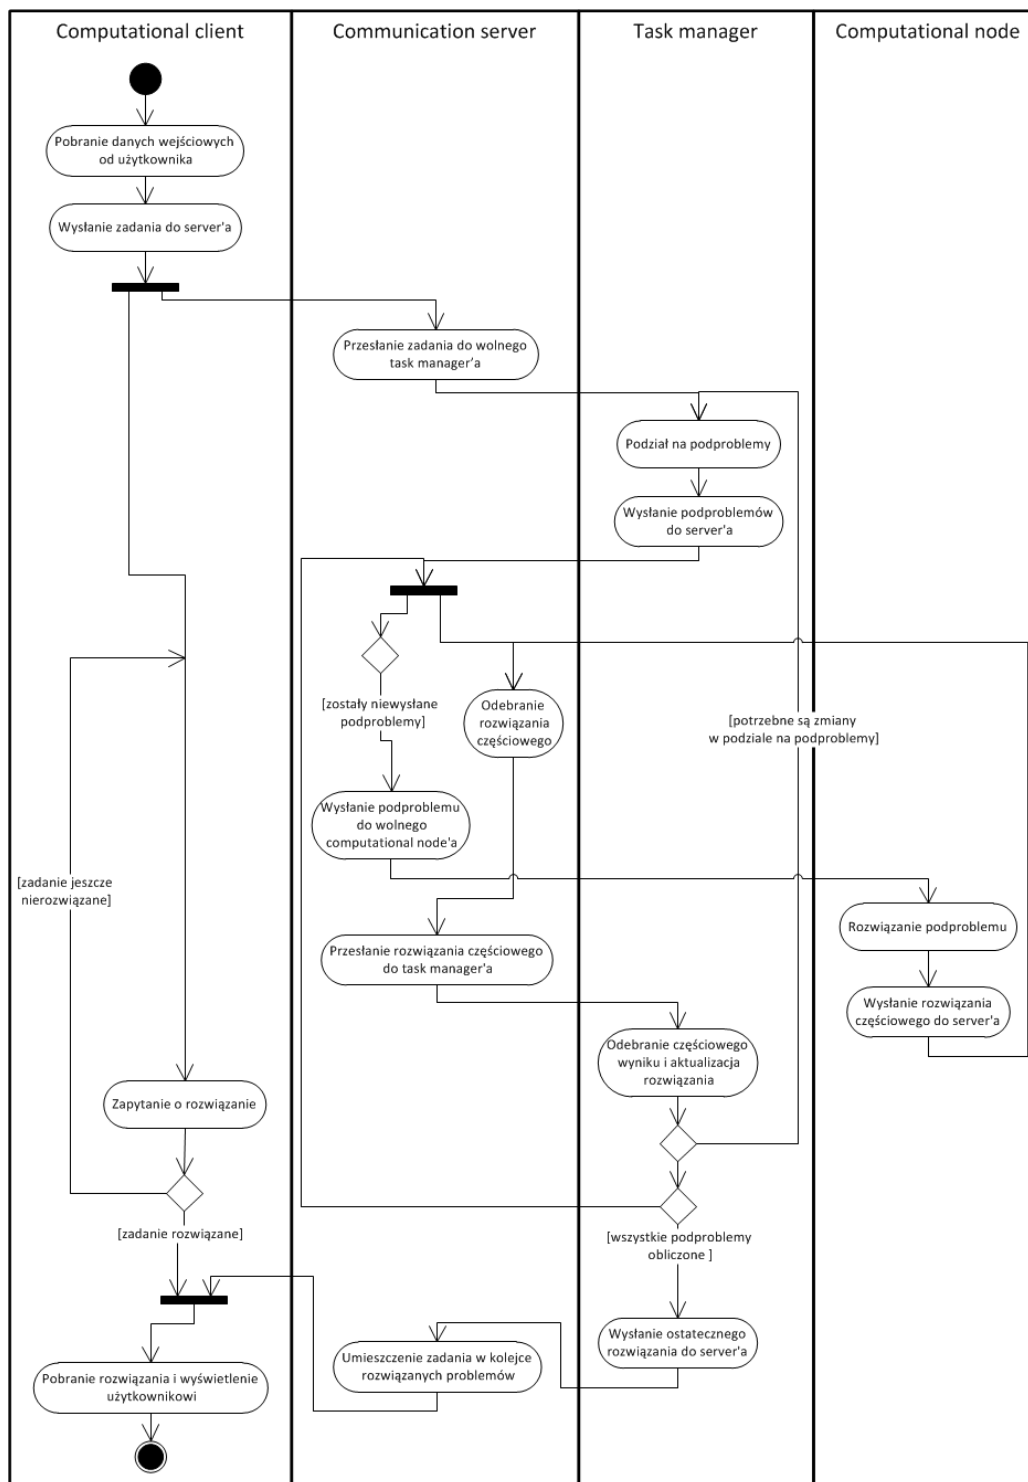 Computational client
Communication server
Task manager
Computational node
Pobranie danych wejściowych
od użytkownika
Wysłanie zadania do server'a
Przesłanie zadania do wolnego
task manager’a
Podział na podproblemy
Wysłanie podproblemów
do server'a
[zostały niewysłane
podproblemy]
Odebranie
rozwiązania
częściowego
[potrzebne są zmiany
w podziale na podproblemy]
Wysłanie podproblemu
do wolnego
computational node'a
[zadanie jeszcze
nierozwiązane]
Rozwiązanie podproblemu
Przesłanie rozwiązania częściowego
do task manager'a
Wysłanie rozwiązania
częściowego do server'a
Odebranie częściowego
wyniku i aktualizacja
rozwiązania
Zapytanie o rozwiązanie
[zadanie rozwiązane]
[wszystkie podproblemy
obliczone ]
Wysłanie ostatecznego
rozwiązania do server'a
Umieszczenie zadania w kolejce
rozwiązanych problemów
Pobranie rozwiązania i wyświetlenie
użytkownikowi